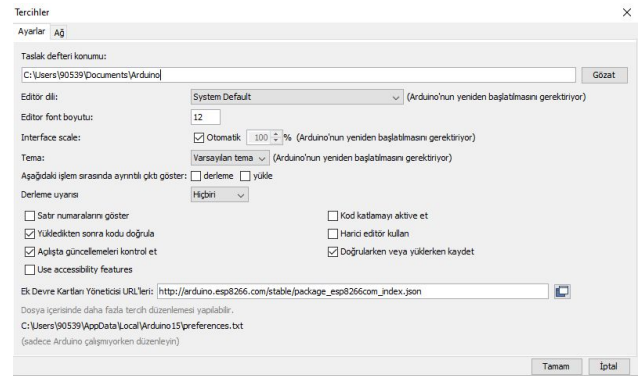 Tercihler
Ayarlar Ağ
Taslak defteri konumu:
C:\Users\90539\Documents\Arduino Gözat
Editör dili: System Default (Arduino'nun yeniden başlatılmasını gerektiriyor)
Editor font boyutu: 12
Interface scale: Otomatik 100 % (Arduino'nun yeniden başlatılmasını gerektiriyor)
Tema: Varsayılan tema (Arduino'nun yeniden başlatılmasını gerektiriyor)
Aşağıdaki işlem sırasında ayrıntılı çıktı göster: derleme yükle
Derleme uyarısı Hiçbiri
Satır numaralarını göster Kod katlamayı aktive et
Yükledikten sonra kodu doğrula Harici editör kullan
Açılışta güncellemeleri kontrol et Doğrularken veya yüklerken kaydet
Use accessibility features
Ek Devre Kartları Yöneticisi URL'leri: http://arduino.esp8266.com/stable/package_esp8266com_index.json
Dosya içerisinde daha fazla tercih düzenlemesi yapılabilir.
C:\Users\90539\AppData\Local\Arduino15\preferences.txt
(sadece Arduino çalışmıyorken düzenleyin)
Tamam İptal